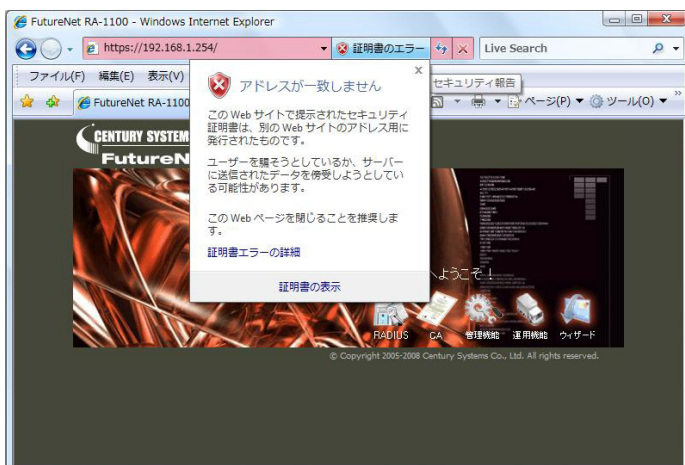 FutureNet RA-1100 - Windows Internet Explorer
https://192.168.1.254/
証明書のエラー
Live Search
ファイル(F) 編集(E) 表示(V)
セキュリティ報告
FutureNet RA-1100
ページ(P) ツール(O)
アドレスが一致しません
この Web サイトで提示されたセキュリティ
証明書は、別の Web サイトのアドレス用に
発行されたものです。
ユーザーを騙そうとしているか、サーバー
に送信されたデータを傍受しようとしてい
る可能性があります。
この Web ページを閉じることを推奨しま
す。
証明書エラーの詳細
証明書の表示
CENTURY SYSTEM
FutureN
ようこそ!
RADIUS CA 管理機能 運用機能 ウィザード
© Copyright 2005-2008 Century Systems Co., Ltd. All rights reserved.